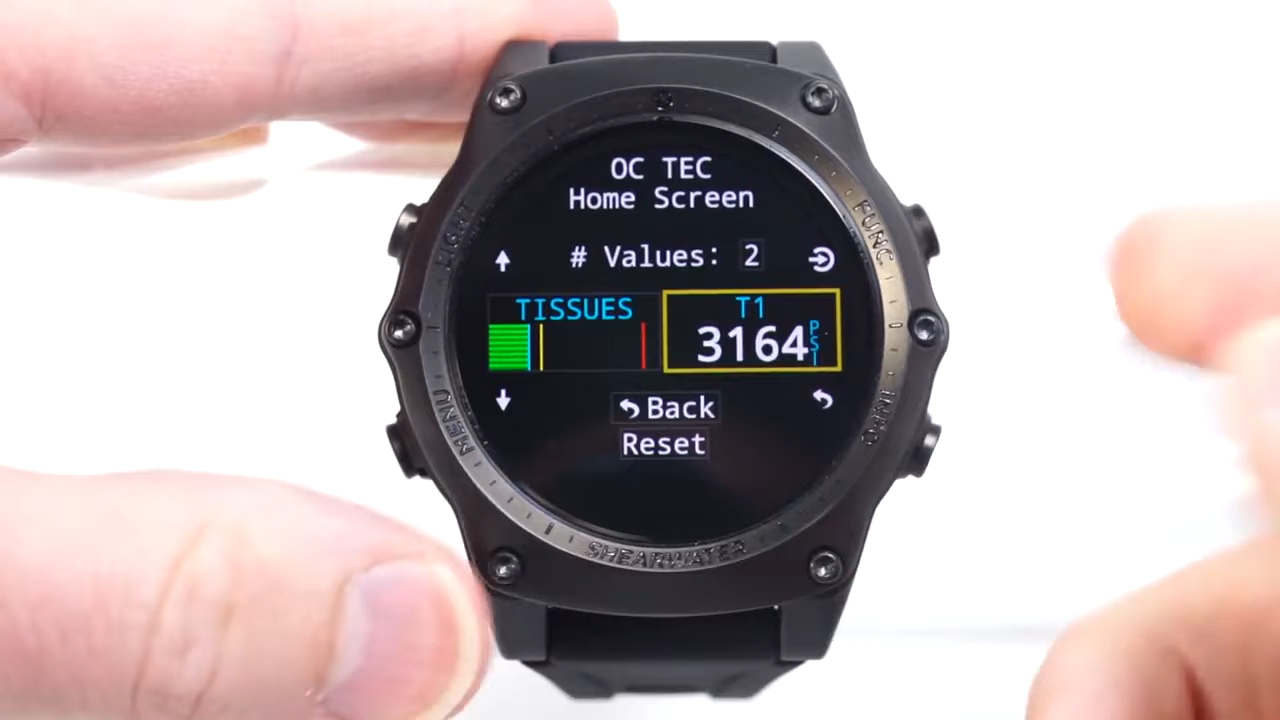 OC TEC
Home Screen
LIGHT
FUNC
# Values: 2
TISSUES
T1
3164 PSI
Back
Reset
MENU
INFO
SHEARWATER